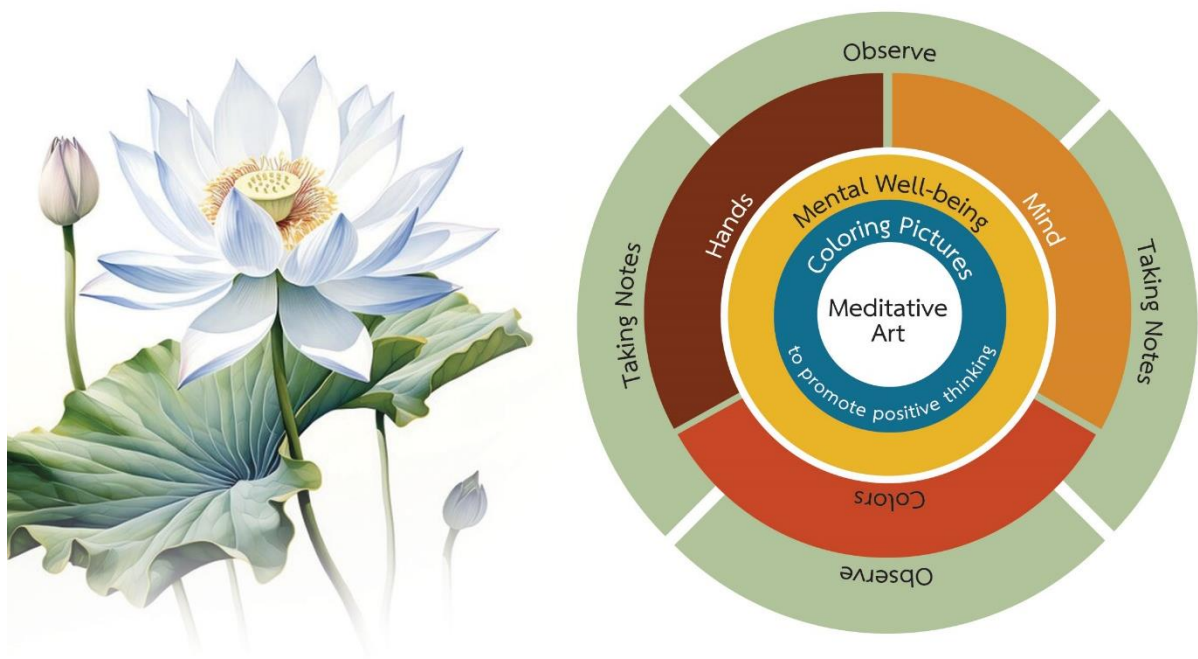 Observe
Hands
Mind
Taking Notes
Taking Notes
Mental Well-being
Coloring Pictures
Meditative
Art
to promote positive thinking
Colors
Observe